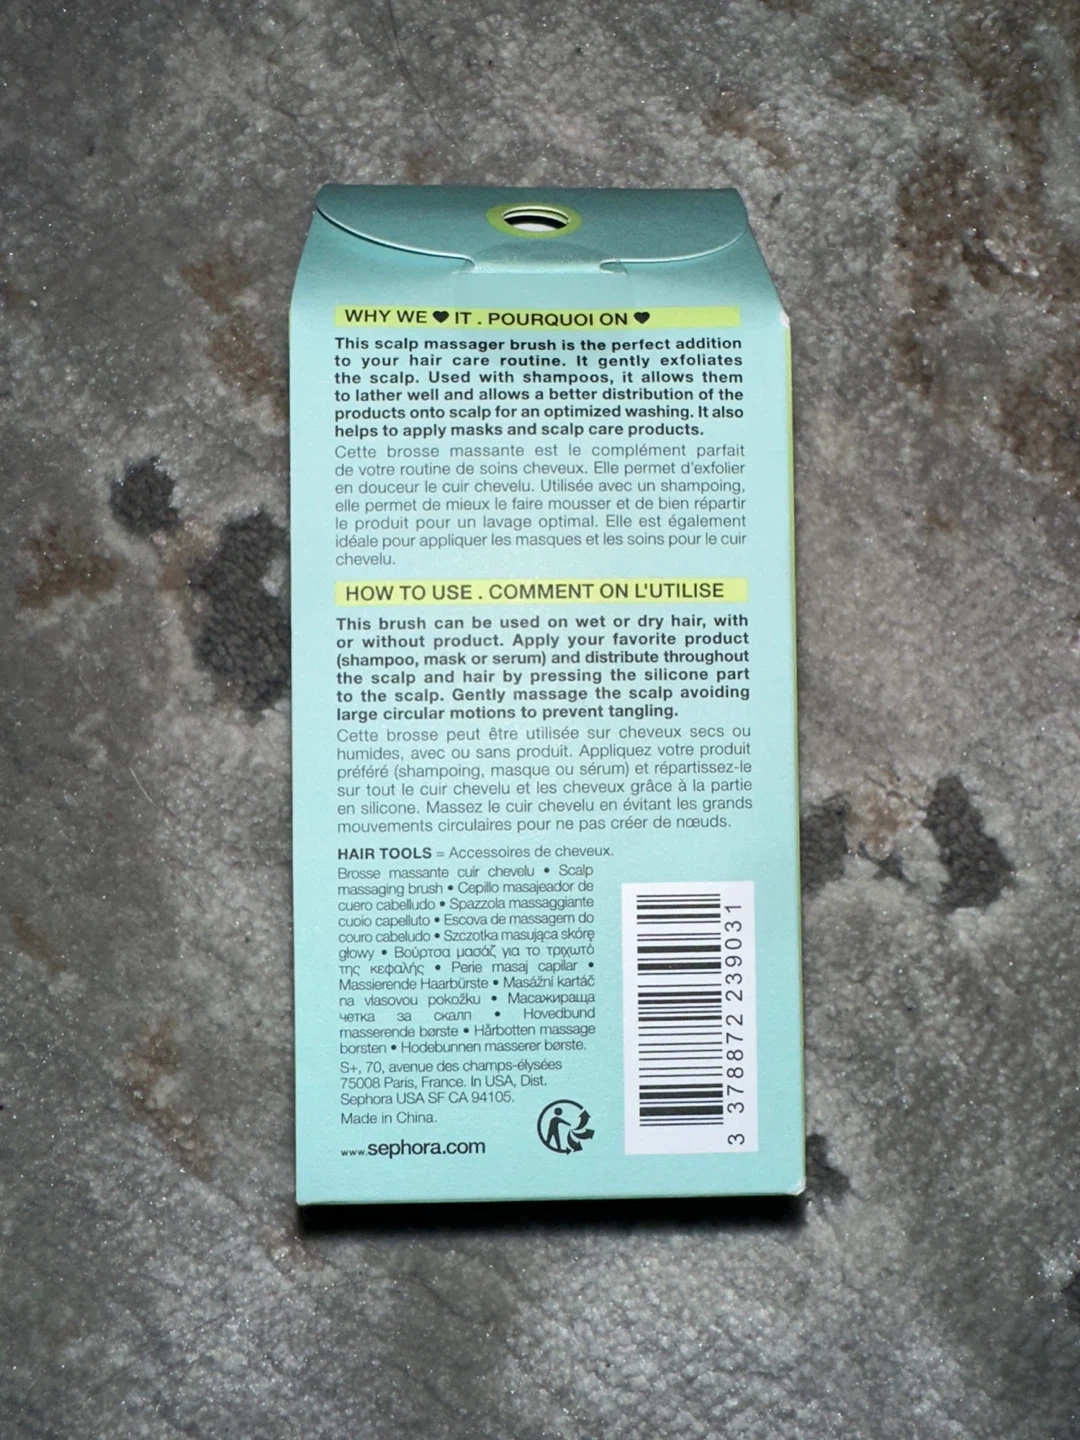 WHY WE ♥ IT . POURQUOI ON ♥
This scalp massager brush is the perfect addition
to your hair care routine. It gently exfoliates
the scalp. Used with shampoos, it allows them
to lather well and allows a better distribution of the
products onto scalp for an optimized washing. It also
helps to apply masks and scalp care products.
Cette brosse massante est le complément parfait
de votre routine de soins cheveux. Elle permet d'exfolier
en douceur le cuir chevelu. Utilisée avec un shampoing,
elle permet de mieux le faire mousser et de bien répartir
le produit pour un lavage optimal. Elle est également
idéale pour appliquer les masques et les soins pour le cuir
chevelu.
HOW TO USE . COMMENT ON L'UTILISE
This brush can be used on wet or dry hair, with
or without product. Apply your favorite product
(shampoo, mask or serum) and distribute throughout
the scalp and hair by pressing the silicone part
to the scalp. Gently massage the scalp avoiding
large circular motions to prevent tangling.
Cette brosse peut être utilisée sur cheveux secs ou
humides, avec ou sans produit. Appliquez votre produit
préféré (shampoing, masque ou sérum) et répartissez-le
sur tout le cuir chevelu et les cheveux grâce à la partie
en silicone. Massez le cuir chevelu en évitant les grands
mouvements circulaires pour ne pas créer de nœuds.
HAIR TOOLS = Accessoires de cheveux.
Brosse massante cuir chevelu • Scalp
massaging brush • Cepillo masajeador de
cuero cabelludo • Spazzola massaggiante
cuoio capelluto • Escova de massagem do
couro cabeludo • Szczotka masująca skórę
głowy • Βούρτσα μασάζ για το τριχωτό
της κεφαλής • Perie masaj capilar •
Massierende Haarbürste • Masážní kartáč
na vlasovou pokožku • Масажираща
четка за скалп • Hovedbund
masserende børste • Hårbotten massage
borsten • Hodebunnen masserer børste.
S+, 70, avenue des champs-élysées
75008 Paris, France. In USA, Dist.
Sephora USA SF CA 94105.
Made in China.
www.sephora.com
3 378872 239031